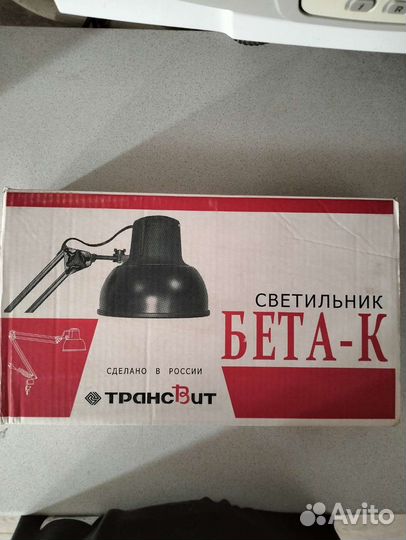 I R
СВЕТИЛЬНИК
БЕТА-К
СДЕЛАНО В РОССИИ
ТРАНСВИТ
Avito